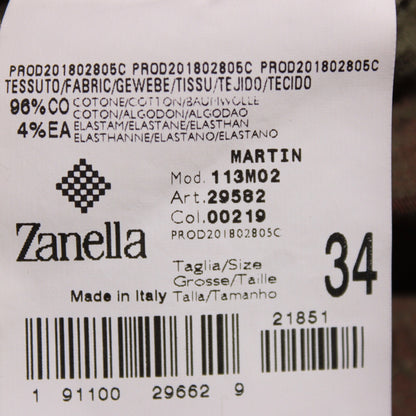 PROD201802805C PROD201802805C PROD201802805C
TESSUTO/FABRIC/GEWEBE/TISSU/TEJIDO/TECIDO
96%CO COTONE/COTTON/BAUMWOLLE
COTON/ALGODON/ALGODAO
4%EA ELASTAM/ELASTANE/ELASTHAN
ELASTHANNE/ELASTANO/ELASTANO
MARTIN
Mod. 113M02
Art. 29582
Col. 00219
PROD201802805C
Zanella
Taglia/Size
Grosse/Taille
Talla/Tamanho
34
Made in Italy
21851
1 91100 29662 9